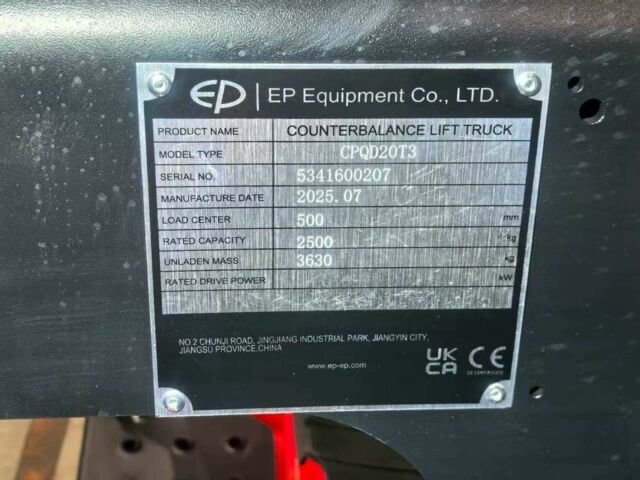 EP | EP Equipment Co., LTD.
PRODUCT NAME COUNTERBALANCE LIFT TRUCK
MODEL TYPE CPQD20T3
SERIAL NO. 5341600207
MANUFACTURE DATE 2025.07
LOAD CENTER 500 mm
RATED CAPACITY 2500 kg
UNLADEN MASS 3630 kg
RATED DRIVE POWER kW
NO.2 CHUNJI ROAD, JINGJIANG INDUSTRIAL PARK, JIANGYIN CITY,
JIANGSU PROVINCE,CHINA
www.ep-ep.com
UK
CA CE
CE CERTIFICATE